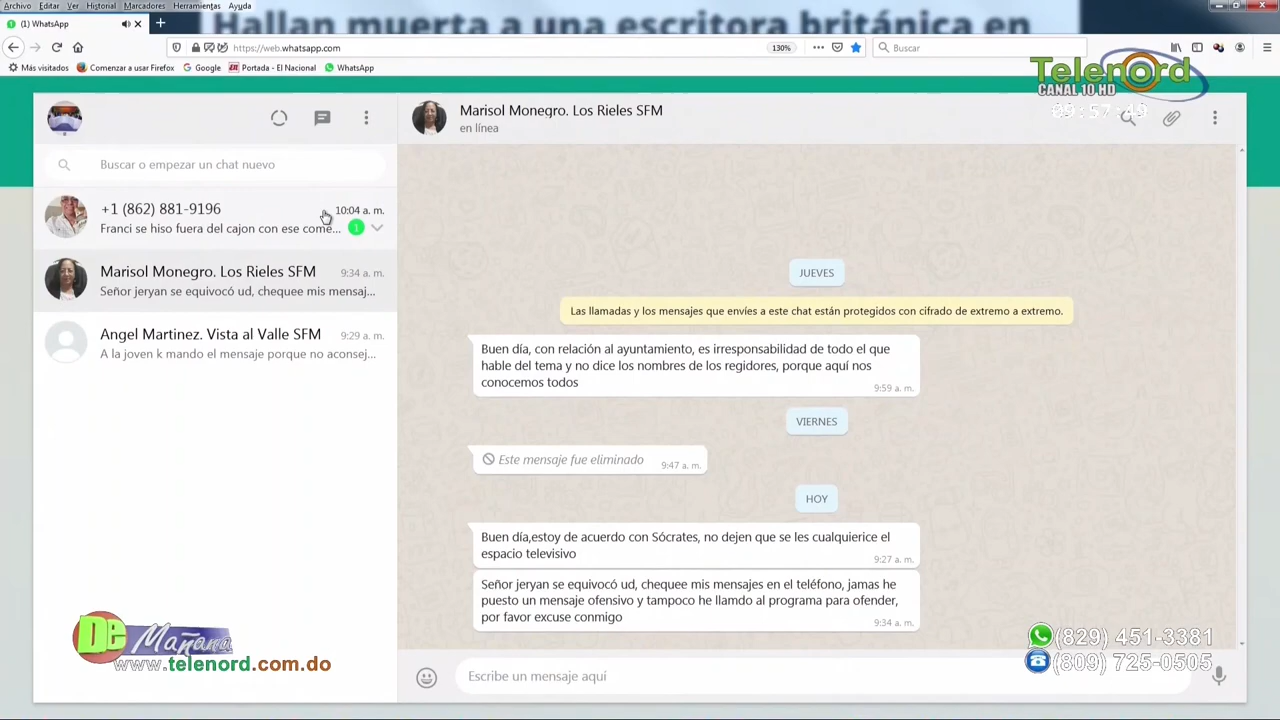 Archivo Editar Ver Historial Marcadores Herramientas Ayuda
Hallan muerta a una escritora británica en
(1) WhatsApp
https://web.whatsapp.com
130%
Buscar
Más visitados
Comenzar a usar Firefox
Google
Portada - El Nacional
WhatsApp
Telenord
CANAL 10 HD
09:57:49
Marisol Monegro. Los Rieles SFM
en línea
Buscar o empezar un chat nuevo
+1 (862) 881-9196
10:04 a. m.
Franci se hiso fuera del cajon con ese come...
1
Marisol Monegro. Los Rieles SFM
9:34 a. m.
Señor jeryan se equivocó ud, chequee mis mensaj...
Angel Martinez. Vista al Valle SFM
9:29 a. m.
A la joven k mando el mensaje porque no aconsej...
JUEVES
Las llamadas y los mensajes que envíes a este chat están protegidos con cifrado de extremo a extremo.
Buen día, con relación al ayuntamiento, es irresponsabilidad de todo el que
hable del tema y no dice los nombres de los regidores, porque aquí nos
conocemos todos
9:59 a. m.
VIERNES
Este mensaje fue eliminado
9:47 a. m.
HOY
Buen día,estoy de acuerdo con Sócrates, no dejen que se les cualquierice el
espacio televisivo
9:27 a. m.
Señor jeryan se equivocó ud, chequee mis mensajes en el teléfono, jamas he
puesto un mensaje ofensivo y tampoco he llamdo al programa para ofender,
por favor excuse conmigo
9:34 a. m.
Escribe un mensaje aquí
De Mañana
www.telenord.com.do
(829) 451-3381
(809) 725-0505